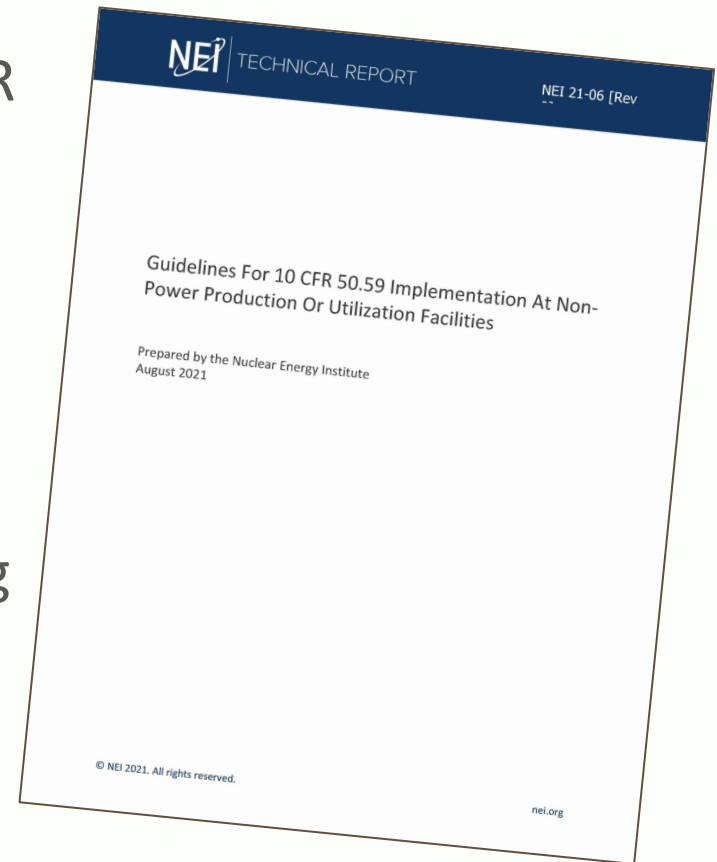 R
NEI TECHNICAL REPORT
NEI 21-06 [Rev
--
Guidelines For 10 CFR 50.59 Implementation At Non-
Power Production Or Utilization Facilities
Prepared by the Nuclear Energy Institute
August 2021
g
© NEI 2021. All rights reserved.
nei.org